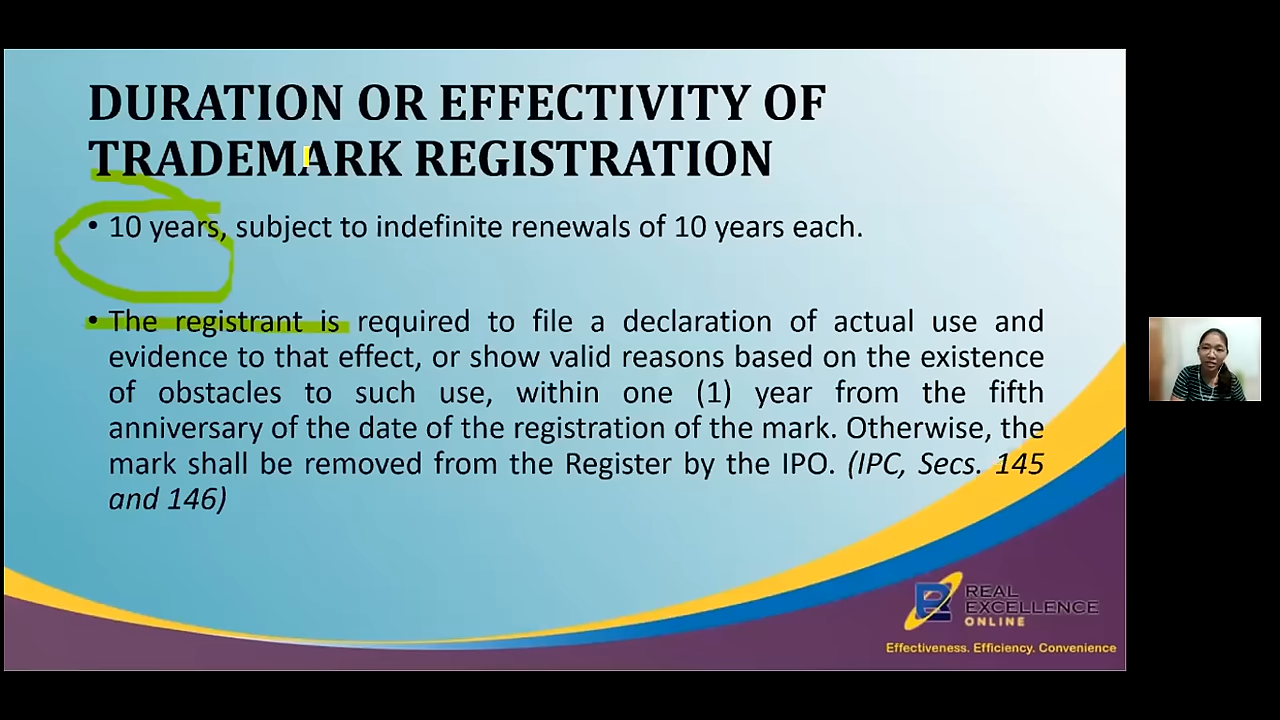 DURATION OR EFFECTIVITY OF
TRADEMARK REGISTRATION
• 10 years, subject to indefinite renewals of 10 years each.
• The registrant is required to file a declaration of actual use and
evidence to that effect, or show valid reasons based on the existence
of obstacles to such use, within one (1) year from the fifth
anniversary of the date of the registration of the mark. Otherwise, the
mark shall be removed from the Register by the IPO. (IPC, Secs. 145
and 146)
REAL
EXCELLENCE
ONLINE
Effectiveness. Efficiency. Convenience